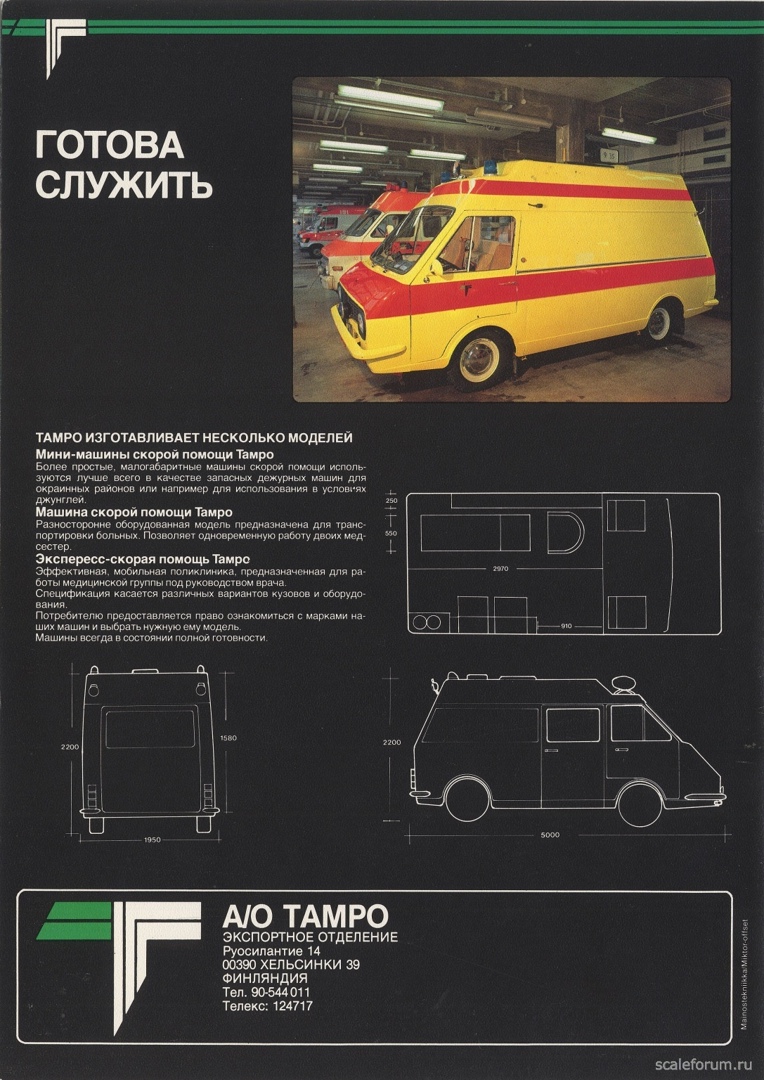 ГОТОВА
СЛУЖИТЬ
ТАМРО ИЗГОТАВЛИВАЕТ НЕСКОЛЬКО МОДЕЛЕЙ
Мини-машины скорой помощи Тамро
Более простые, малогабаритные машины скорой помощи исполь-
зуются лучше всего в качестве запасных дежурных машин для
окраинных районов или например для использования в условиях
джунглей.
Машина скорой помощи Тамро
Разносторонне оборудованная модель предназначена для транс-
портировки больных. Позволяет одновременную работу двоих мед-
сестер.
Экспересс-скорая помощь Тамро
Эффективная, мобильная поликлиника, предназначенная для ра-
боты медицинской группы под руководством врача.
Спецификация касается различных вариантов кузовов и оборудо-
вания.
Потребителю предоставляется право ознакомиться с марками на-
ших машин и выбрать нужную ему модель.
Машины всегда в состоянии полной готовности.
250
550
2970
910
2200
1580
1950
2200
5000
А/О ТАМРО
ЭКСПОРТНОЕ ОТДЕЛЕНИЕ
Руосилантие 14
00390 ХЕЛЬСИНКИ 39
ФИНЛЯНДИЯ
Тел. 90-544 011
Телекс: 124717
Mainostekniikka/Miktor-offset
scaleforum.ru